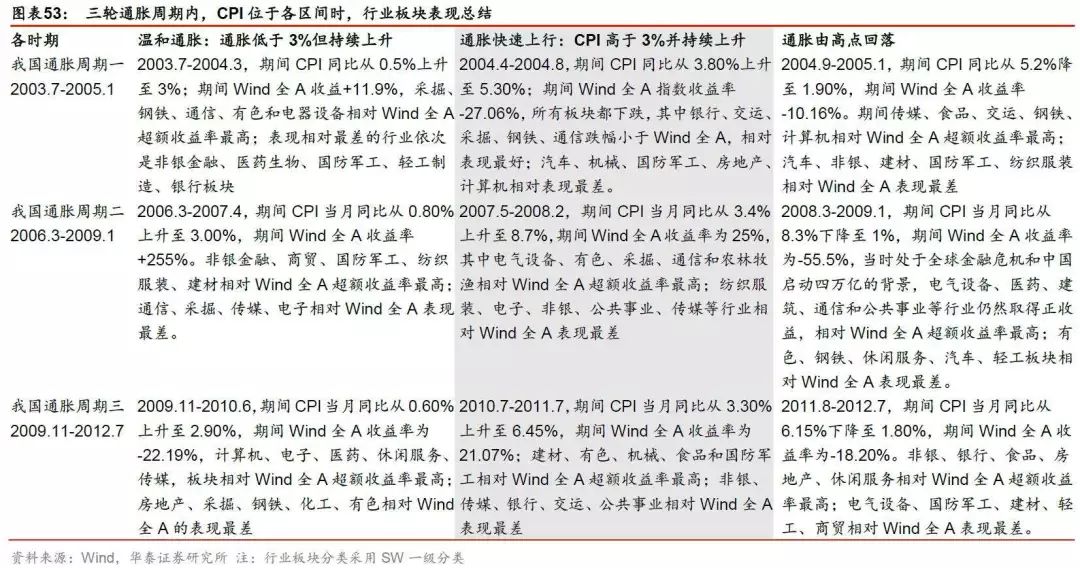 图表53： 三轮通胀周期内，CPI 位于各区间时，行业板块表现总结
各时期
温和通胀：通胀低于 3%但持续上升
通胀快速上行：CPI 高于 3%并持续上升
通胀由高点回落
我国通胀周期一
2003.7-2005.1
2003.7-2004.3，期间 CPI 同比从 0.5%上升
至 3%；期间 Wind 全 A 收益+11.9%，采掘、
钢铁、通信、有色和电器设备相对 Wind 全 A
超额收益率最高；表现相对最差的行业依次
是非银金融、医药生物、国防军工、轻工制
造、银行板块
2004.4-2004.8，期间 CPI 同比从 3.80%上升
至 5.30%；期间 Wind 全 A 指数收益率
-27.06%，所有板块都下跌，其中银行、交运、
采掘、钢铁、通信跌幅小于 Wind 全 A，相对
表现最好；汽车、机械、国防军工、房地产、
计算机相对表现最差。
2004.9-2005.1，期间 CPI 同比从 5.2%降
至 1.90%，期间 Wind 全 A 收益率
-10.16%。期间传媒、食品、交运、钢铁、
计算机相对 Wind 全 A 超额收益率最高；
汽车、非银、建材、国防军工、纺织服装
相对 Wind 全 A 表现最差
我国通胀周期二
2006.3-2009.1
2006.3-2007.4，期间 CPI 当月同比从 0.80%
上升至 3.00%，期间 Wind 全 A 收益率
+255%。非银金融、商贸、国防军工、纺织
服装、建材相对 Wind 全 A 超额收益率最高；
通信、采掘、传媒、电子相对 Wind 全 A 表现
最差。
2007.5-2008.2，期间 CPI 当月同比从 3.4%
上升至 8.7%，期间 Wind 全 A 收益率为 25%，
其中电气设备、有色、采掘、通信和农林牧
渔相对 Wind 全 A 超额收益率最高；纺织服
装、电子、非银、公共事业、传媒等行业相
对 Wind 全 A 表现最差
2008.3-2009.1，期间 CPI 当月同比从
8.3%下降至 1%，期间 Wind 全 A 收益率
为-55.5%，当时处于全球金融危机和中国
启动四万亿的背景，电气设备、医药、建
筑、通信和公共事业等行业仍然取得正收
益，相对 Wind 全 A 超额收益率最高；有
色、钢铁、休闲服务、汽车、轻工板块相
对 Wind 全 A 表现最差。
我国通胀周期三
2009.11-2012.7
2009.11-2010.6，期间 CPI 当月同比从 0.60%
上升至 2.90%，期间 Wind 全 A 收益率为
-22.19%，计算机、电子、医药、休闲服务、
传媒，板块相对 Wind 全 A 超额收益率最高；
房地产、采掘、钢铁、化工、有色相对 Wind
全 A 的表现最差
2010.7-2011.7，期间 CPI 当月同比从 3.30%
上升至 6.45%，期间 Wind 全 A 收益率为
21.07%；建材、有色、机械、食品和国防军
工相对 Wind 全 A 超额收益率最高；非银、
传媒、银行、交运、公共事业相对 Wind 全 A
表现最差
2011.8-2012.7，期间 CPI 当月同比从
6.15%下降至 1.80%，期间 Wind 全 A 收
益率为-18.20%。非银、银行、食品、房
地产、休闲服务相对 Wind 全 A 超额收益
率最高；电气设备、国防军工、建材、轻
工、商贸相对 Wind 全 A 表现最差。
资料来源：Wind，华泰证券研究所 注：行业板块分类采用 SW 一级分类